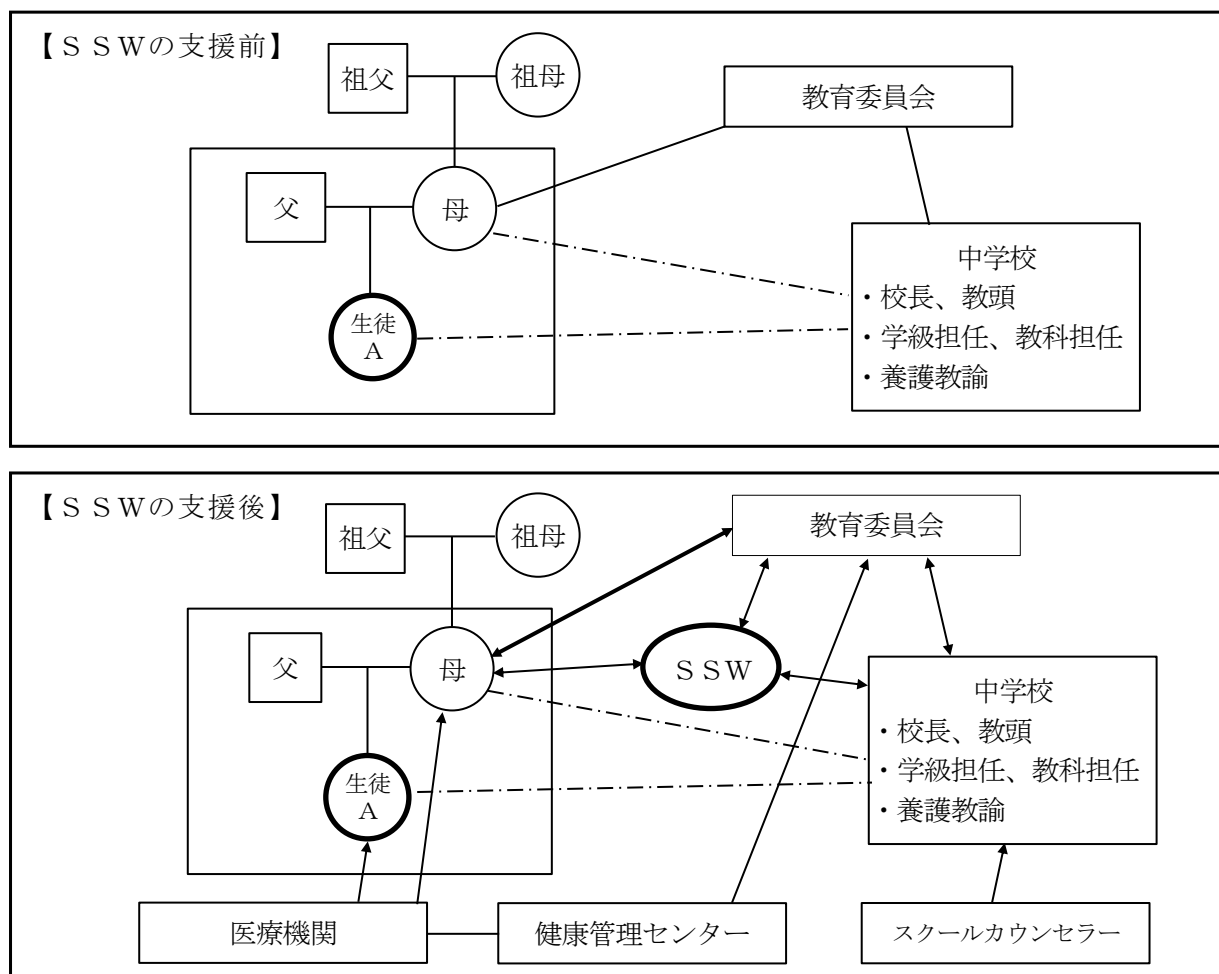 【ＳＳＷの支援前】
祖父
祖母
教育委員会
父
母
中学校
・校長、教頭
・学級担任、教科担任
・養護教諭
生徒
Ａ
【ＳＳＷの支援後】
祖父
祖母
教育委員会
父
母
ＳＳＷ
中学校
・校長、教頭
・学級担任、教科担任
・養護教諭
生徒
Ａ
医療機関
健康管理センター
スクールカウンセラー